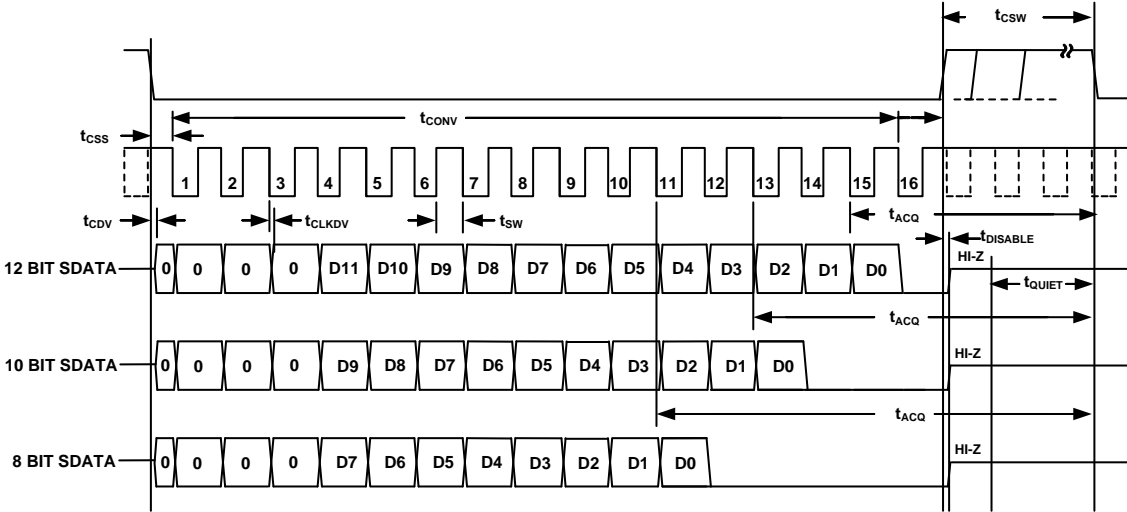 tCSW
tCONV
tCSS
1 2 3 4 5 6 7 8 9 10 11 12 13 14 15 16
tCDV tCLKDV tSW tACQ
tDISABLE
12 BIT SDATA 0 0 0 0 D11 D10 D9 D8 D7 D6 D5 D4 D3 D2 D1 D0 HI-Z
tQUIET
tACQ
10 BIT SDATA 0 0 0 0 D9 D8 D7 D6 D5 D4 D3 D2 D1 D0 HI-Z
tACQ
8 BIT SDATA 0 0 0 0 D7 D6 D5 D4 D3 D2 D1 D0 HI-Z